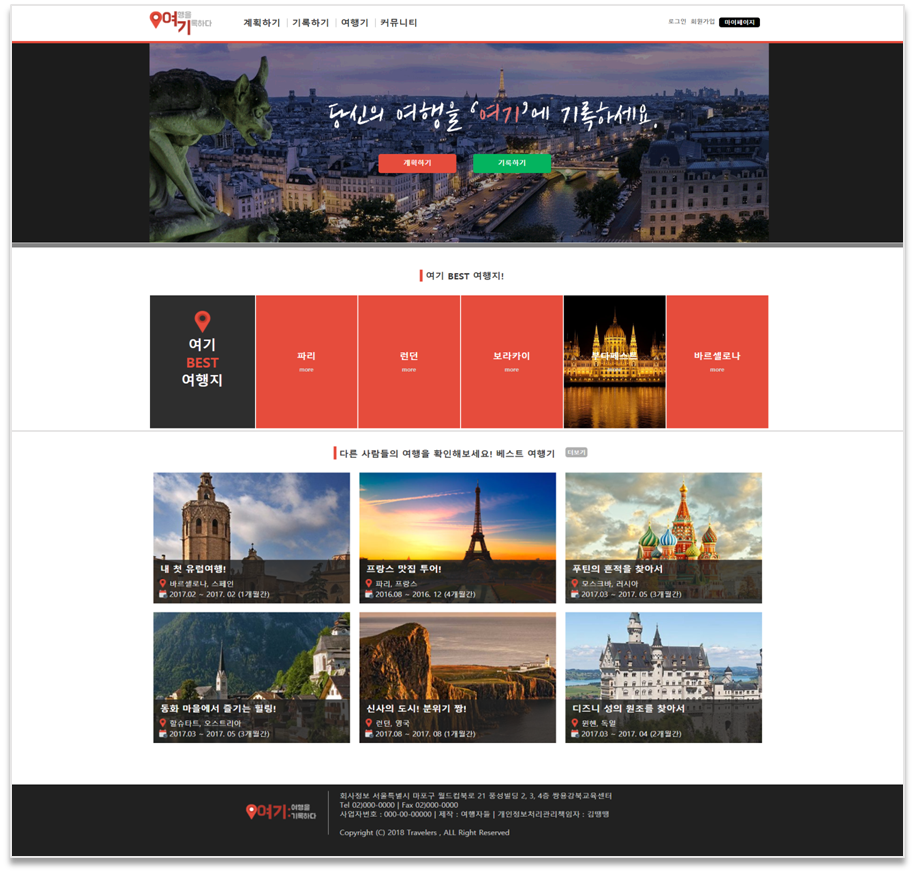 여기 여행을 기록하다
계획하기 | 기록하기 | 여행기 | 커뮤니티
로그인 회원가입 마이페이지
당신의 여행을 ‘여기’에 기록하세요.
계획하기 기록하기
여기 BEST 여행지!
여기
BEST
여행지
파리
more
런던
more
보라카이
more
부다페스트
more
바르셀로나
more
다른 사람들의 여행을 확인해보세요! 베스트 여행기 더보기
내 첫 유럽여행!
바르셀로나, 스페인
2017.02 ~ 2017. 02 (1개월간)
프랑스 맛집 투어!
파리, 프랑스
2016.08 ~ 2016. 12 (4개월간)
푸틴의 흔적을 찾아서
모스크바, 러시아
2017.03 ~ 2017. 05 (3개월간)
동화 마을에서 즐기는 힐링!
할슈타트, 오스트리아
2017.03 ~ 2017. 05 (3개월간)
신사의 도시! 분위기 짱!
런던, 영국
2017.08 ~ 2017. 08 (1개월간)
디즈니 성의 원조를 찾아서
뮌헨, 독일
2017.03 ~ 2017. 04 (2개월간)
여기: 여행을 기록하다
회사정보 서울특별시 마포구 월드컵북로 21 풍성빌딩 2, 3, 4층 쌍용강북교육센터
Tel 02)000-0000 | Fax 02)000-0000
사업자번호 : 000-00-00000 | 제작 : 여행자들 | 개인정보처리관리책임자 : 김땡땡
Copyright (C) 2018 Travelers , ALL Right Reserved